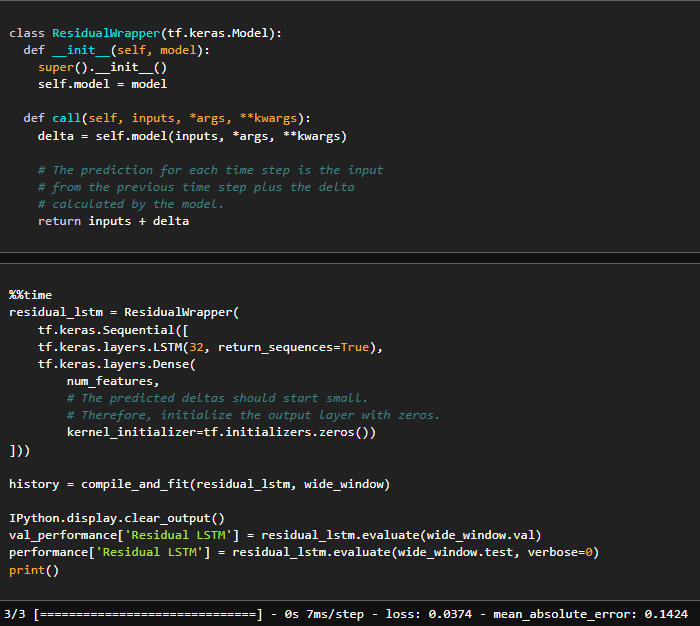 class ResidualWrapper(tf.keras.Model):
  def __init__(self, model):
    super().__init__()
    self.model = model

  def call(self, inputs, *args, **kwargs):
    delta = self.model(inputs, *args, **kwargs)

    # The prediction for each time step is the input
    # from the previous time step plus the delta
    # calculated by the model.
    return inputs + delta

%%time
residual_lstm = ResidualWrapper(
    tf.keras.Sequential([
    tf.keras.layers.LSTM(32, return_sequences=True),
    tf.keras.layers.Dense(
        num_features,
        # The predicted deltas should start small.
        # Therefore, initialize the output layer with zeros.
        kernel_initializer=tf.initializers.zeros())
]))

history = compile_and_fit(residual_lstm, wide_window)

IPython.display.clear_output()
val_performance['Residual LSTM'] = residual_lstm.evaluate(wide_window.val)
performance['Residual LSTM'] = residual_lstm.evaluate(wide_window.test, verbose=0)
print()
3/3 [==============================] - 0s 7ms/step - loss: 0.0374 - mean_absolute_error: 0.1424